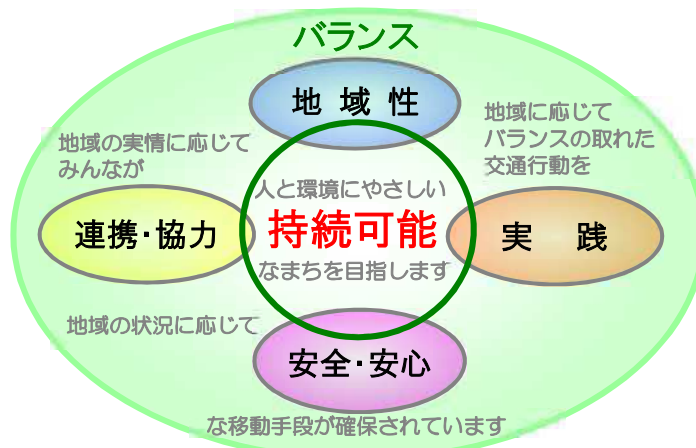 バランス
地 域 性
地域に応じて
バランスの取れた
交通行動を
地域の実情に応じて
みんなが
人と環境にやさしい
連携・協力
持続可能
実 践
なまちを目指します
地域の状況に応じて
安全・安心
な移動手段が確保されています